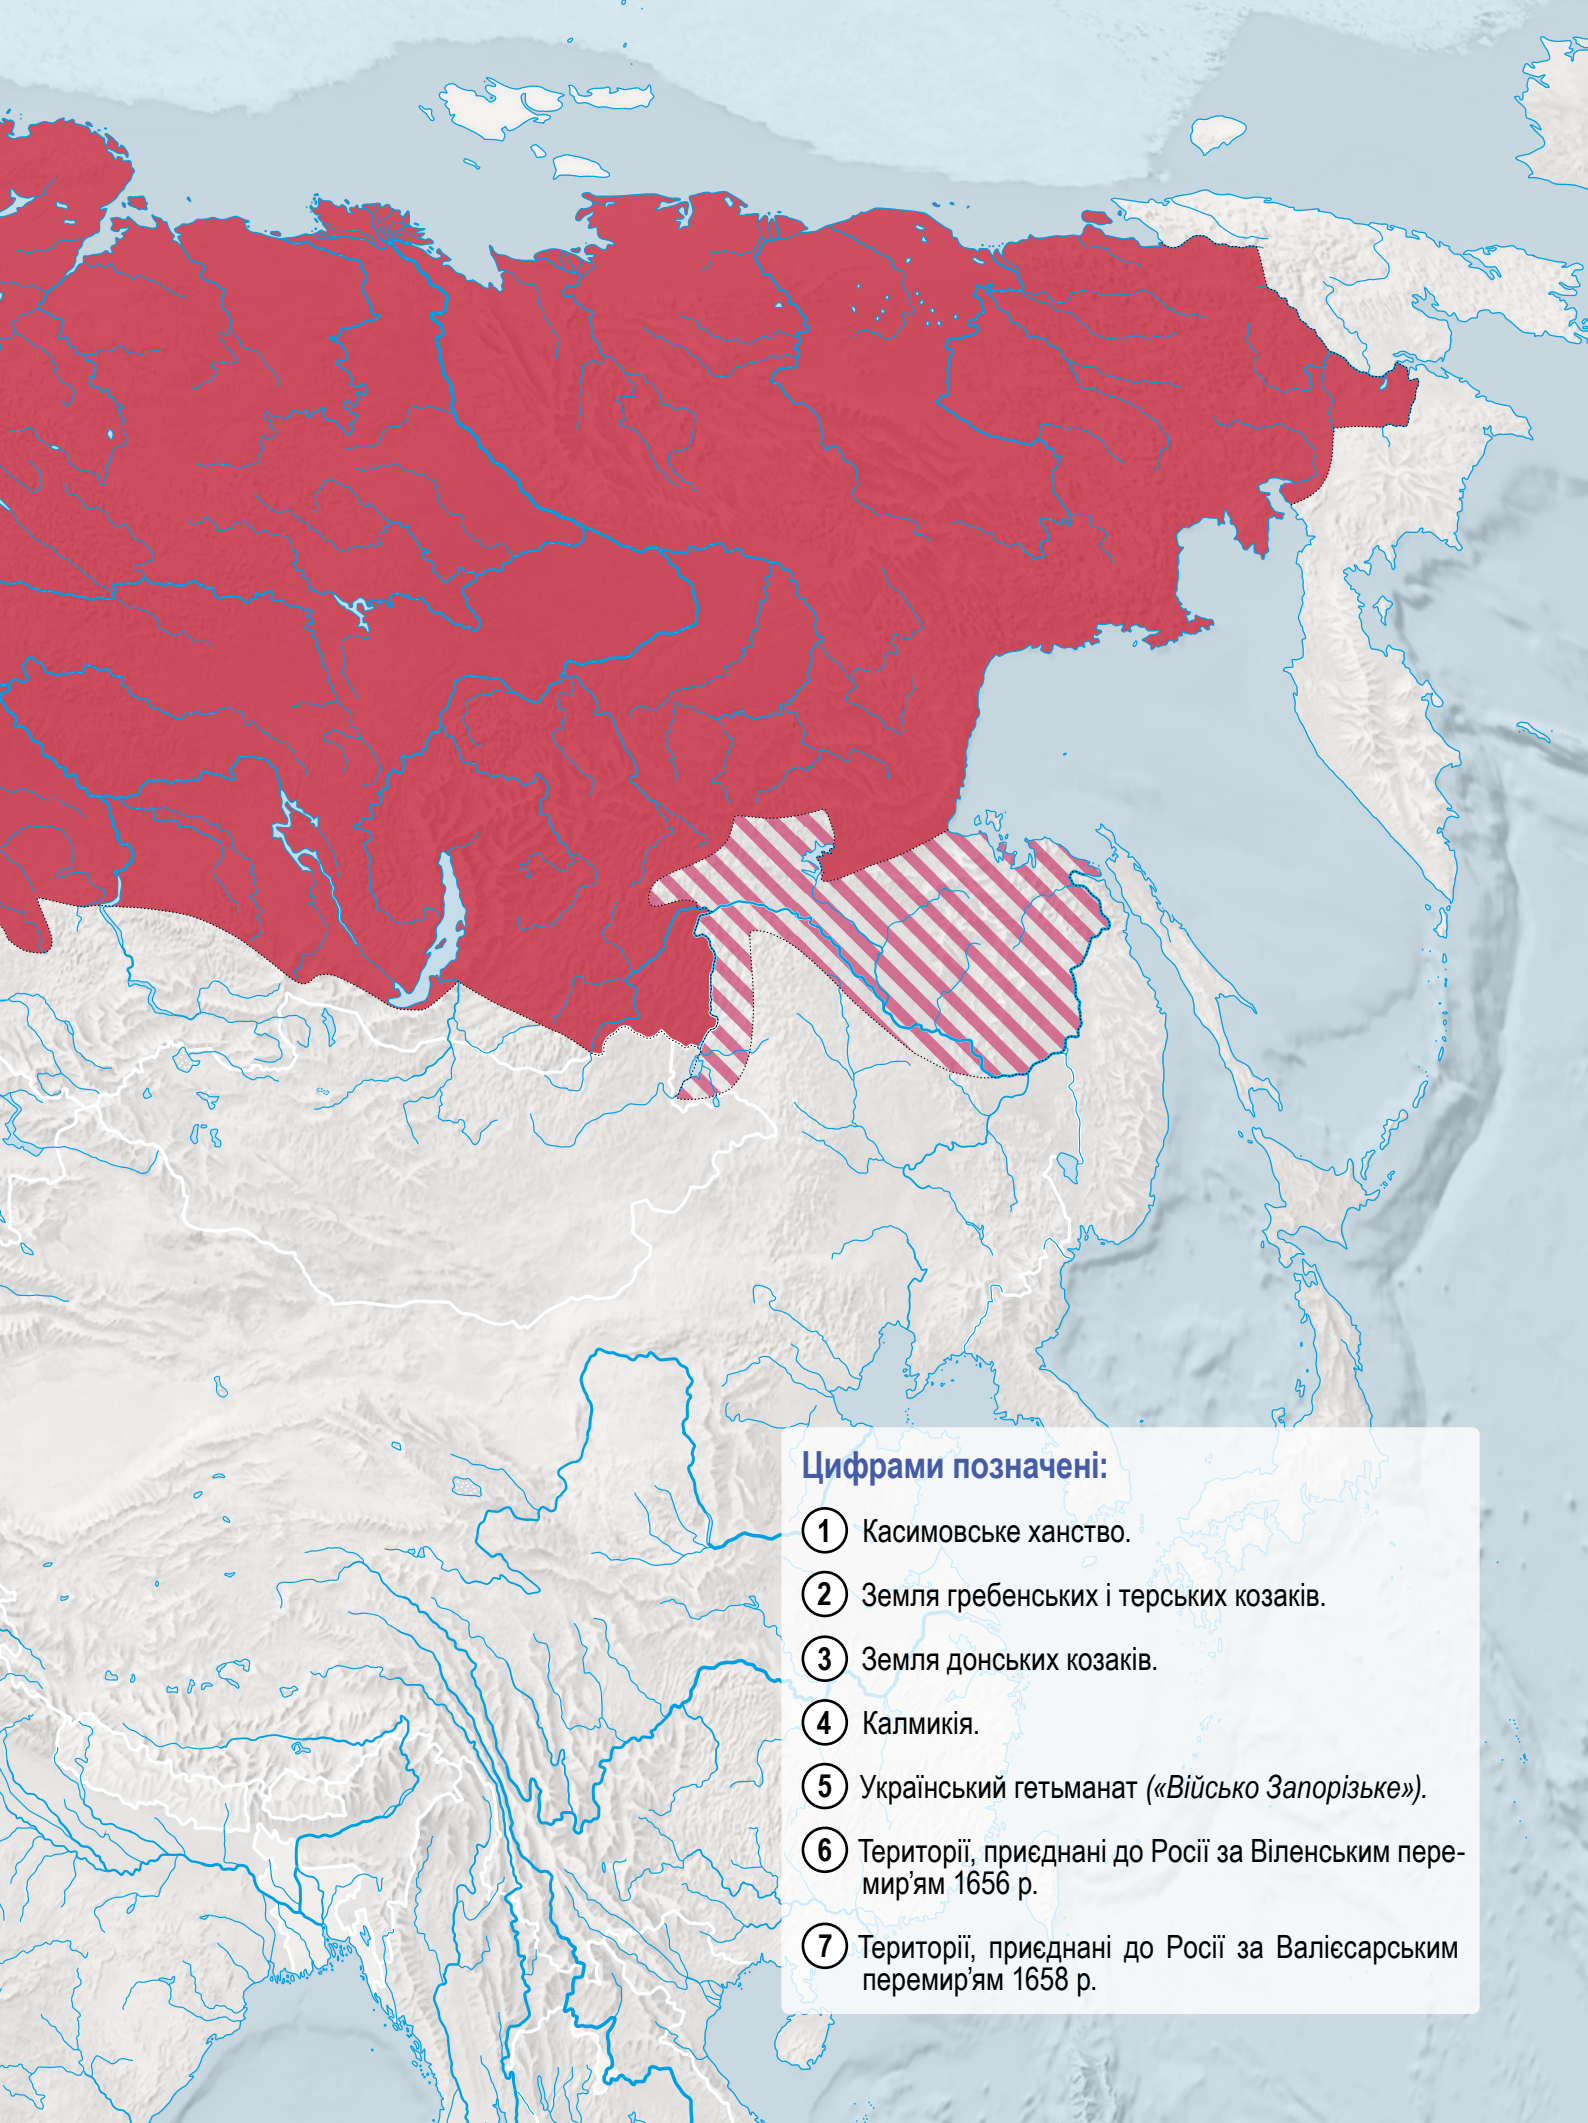 Цифрами позначені:
1 Касимовське ханство.
2 Земля гребенських і терських козаків.
3 Земля донських козаків.
4 Калмикія.
5 Український гетьманат («Військо Запорізьке»).
6 Території, приєднані до Росії за Віленським пере-
мир’ям 1656 р.
7 Території, приєднані до Росії за Валієсарським
перемир’ям 1658 р.